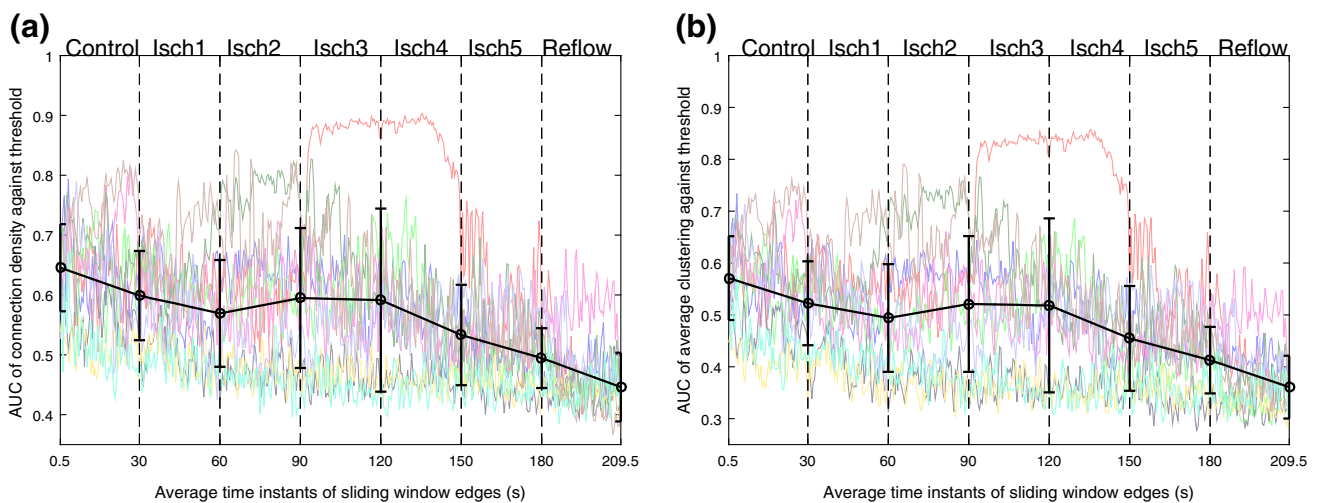 (a)
Control Isch1 Isch2 Isch3 Isch4 Isch5 Reflow
AUC of connection density against threshold
1
0.9
0.8
0.7
0.6
0.5
0.4
0.5 30 60 90 120 150 180 209.5
Average time instants of sliding window edges (s)
(b)
Control Isch1 Isch2 Isch3 Isch4 Isch5 Reflow
AUC of average clustering against threshold
1
0.9
0.8
0.7
0.6
0.5
0.4
0.3
0.5 30 60 90 120 150 180 209.5
Average time instants of sliding window edges (s)